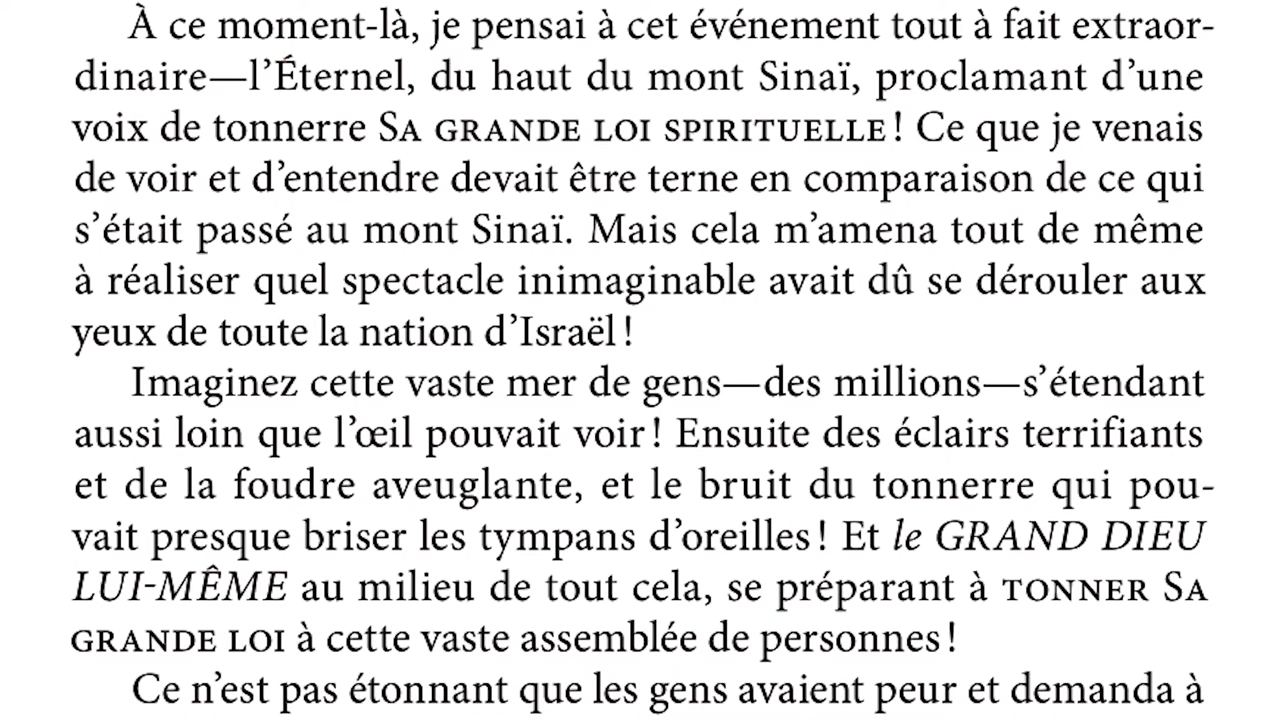 À ce moment-là, je pensai à cet événement tout à fait extraor-
dinaire—l’Éternel, du haut du mont Sinaï, proclamant d’une
voix de tonnerre SA GRANDE LOI SPIRITUELLE ! Ce que je venais
de voir et d’entendre devait être terne en comparaison de ce qui
s’était passé au mont Sinaï. Mais cela m’amena tout de même
à réaliser quel spectacle inimaginable avait dû se dérouler aux
yeux de toute la nation d’Israël !
Imaginez cette vaste mer de gens—des millions—s’étendant
aussi loin que l’œil pouvait voir ! Ensuite des éclairs terrifiants
et de la foudre aveuglante, et le bruit du tonnerre qui pou-
vait presque briser les tympans d’oreilles ! Et le GRAND DIEU
LUI-MÊME au milieu de tout cela, se préparant à TONNER SA
GRANDE LOI à cette vaste assemblée de personnes !
Ce n’est pas étonnant que les gens avaient peur et demanda à